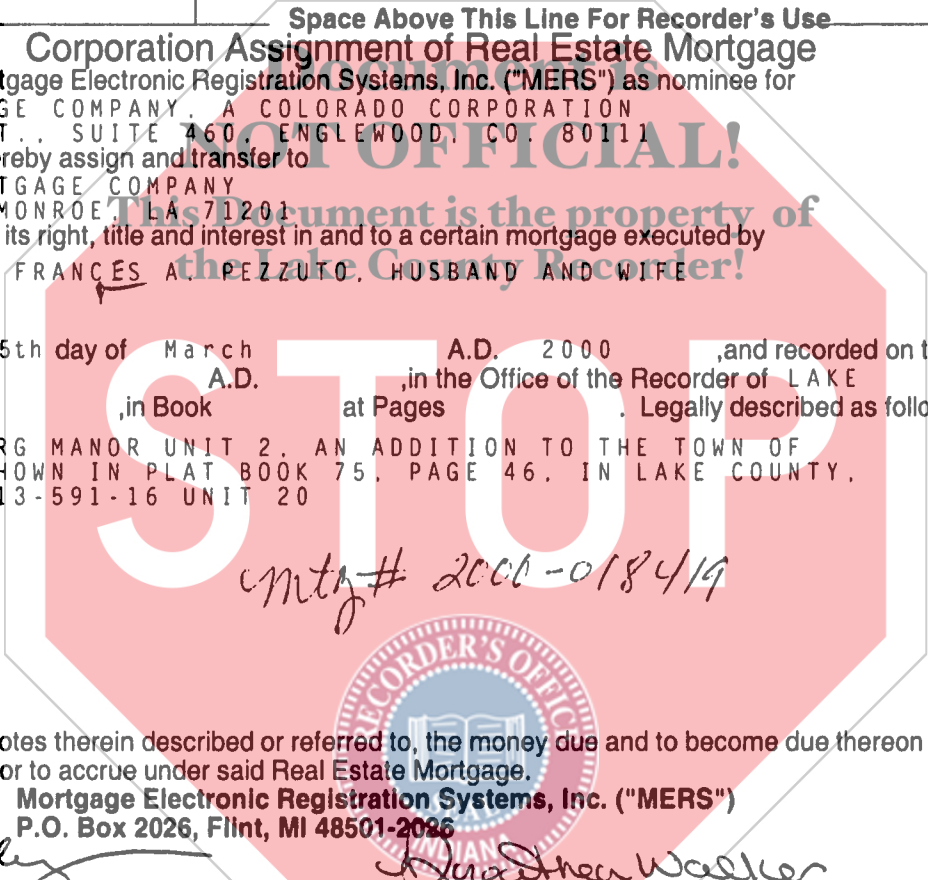 Space Above This Line For Recorder's Use
Corporation Assignment of Real Estate Mortgage
tgage Electronic Registration Systems, Inc. ("MERS") as nominee for
GE COMPANY, A COLORADO CORPORATION
T., SUITE 460, ENGLEWOOD, CO. 80111
reby assign and transfer to
TGAGE COMPANY
MONROE, LA 71201
its right, title and interest in and to a certain mortgage executed by
FRANCES A. PEZZUTO, HUSBAND AND WIFE
Document is
NOT OFFICIAL!
This Document is the property of
the Lake County Recorder!
5th day of March A.D. 2000 ,and recorded on t
A.D. ,in the Office of the Recorder of LAKE
,in Book at Pages . Legally described as follo
RG MANOR UNIT 2, AN ADDITION TO THE TOWN OF
HOWN IN PLAT BOOK 75, PAGE 46, IN LAKE COUNTY,
13-591-16 UNIT 20
STOP
mtg# 2000-018419
RECORDER'S OFFICE
SEAL
INDIANA
otes therein described or referred to, the money due and to become due thereon
or to accrue under said Real Estate Mortgage.
Mortgage Electronic Registration Systems, Inc. ("MERS")
P.O. Box 2026, Flint, MI 48501-2026
Walker